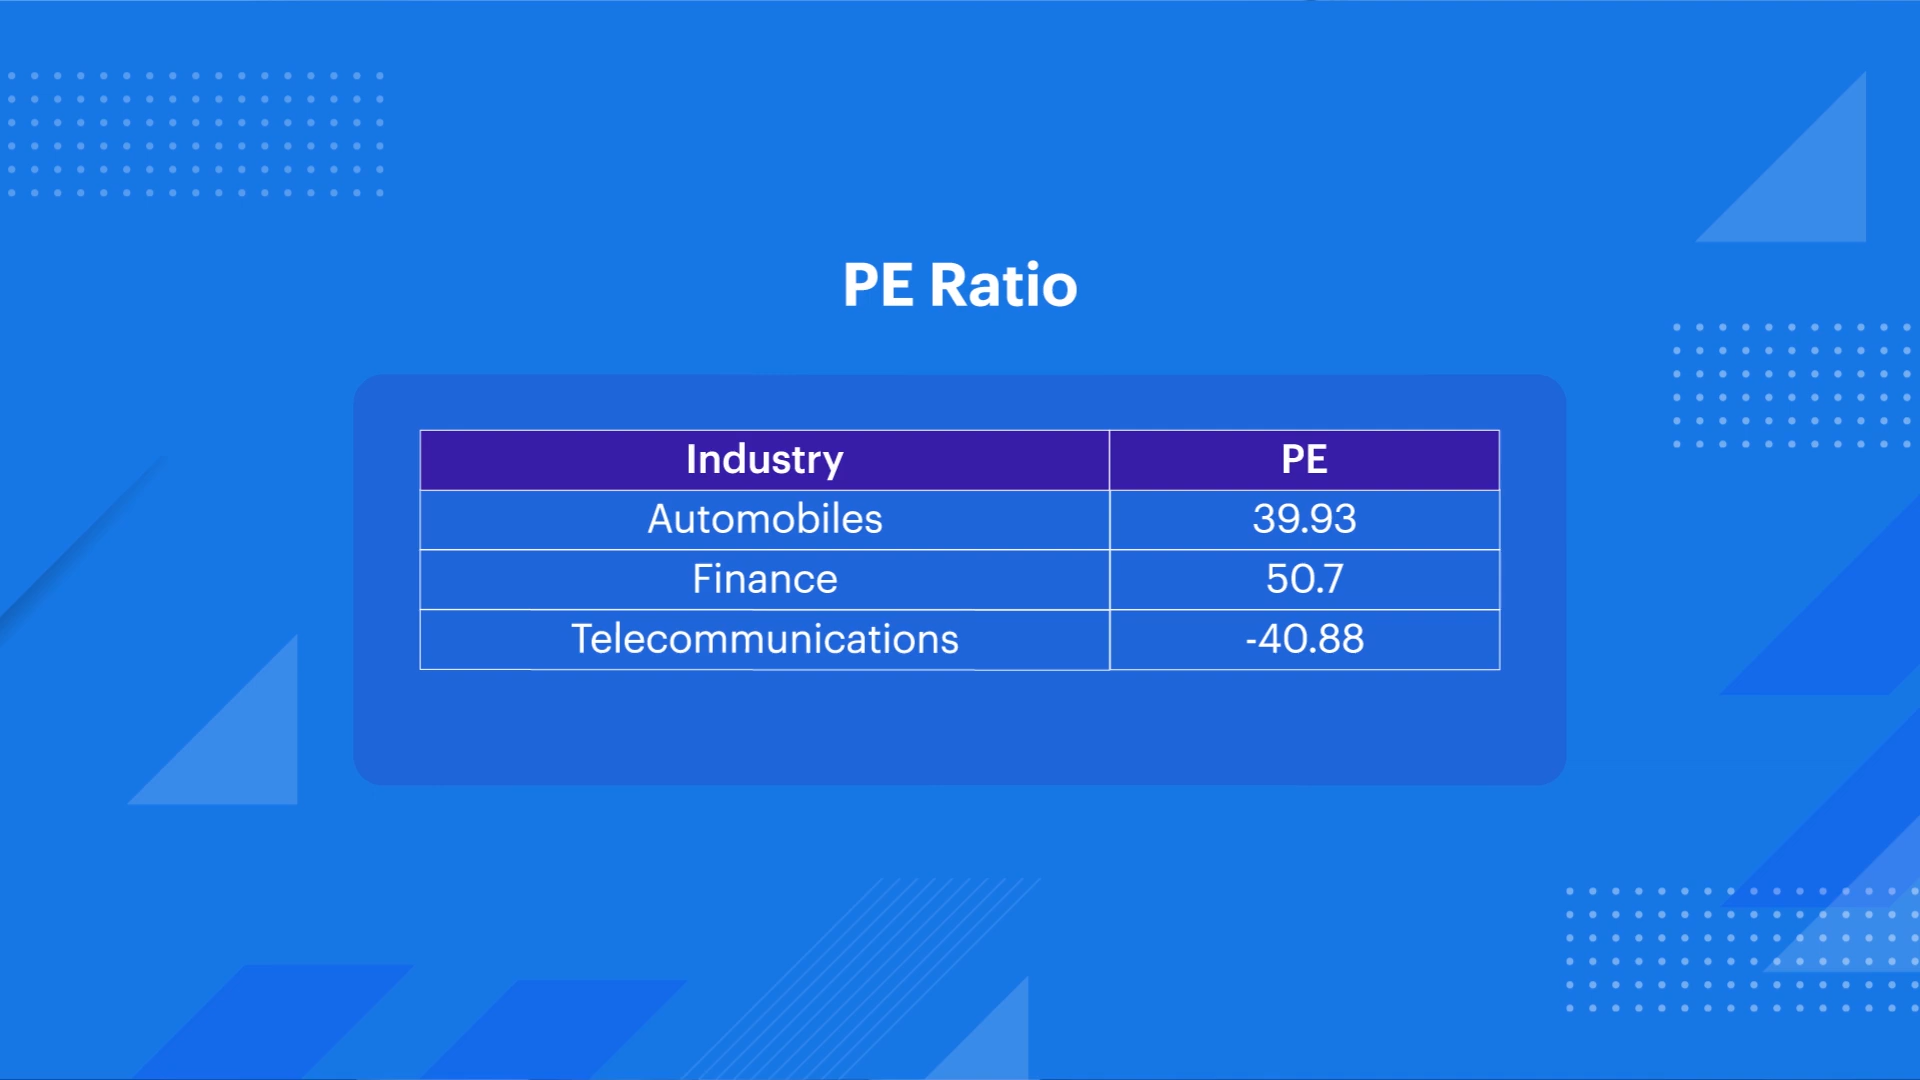 PE Ratio
Industry PE
Automobiles 39.93
Finance 50.7
Telecommunications -40.88